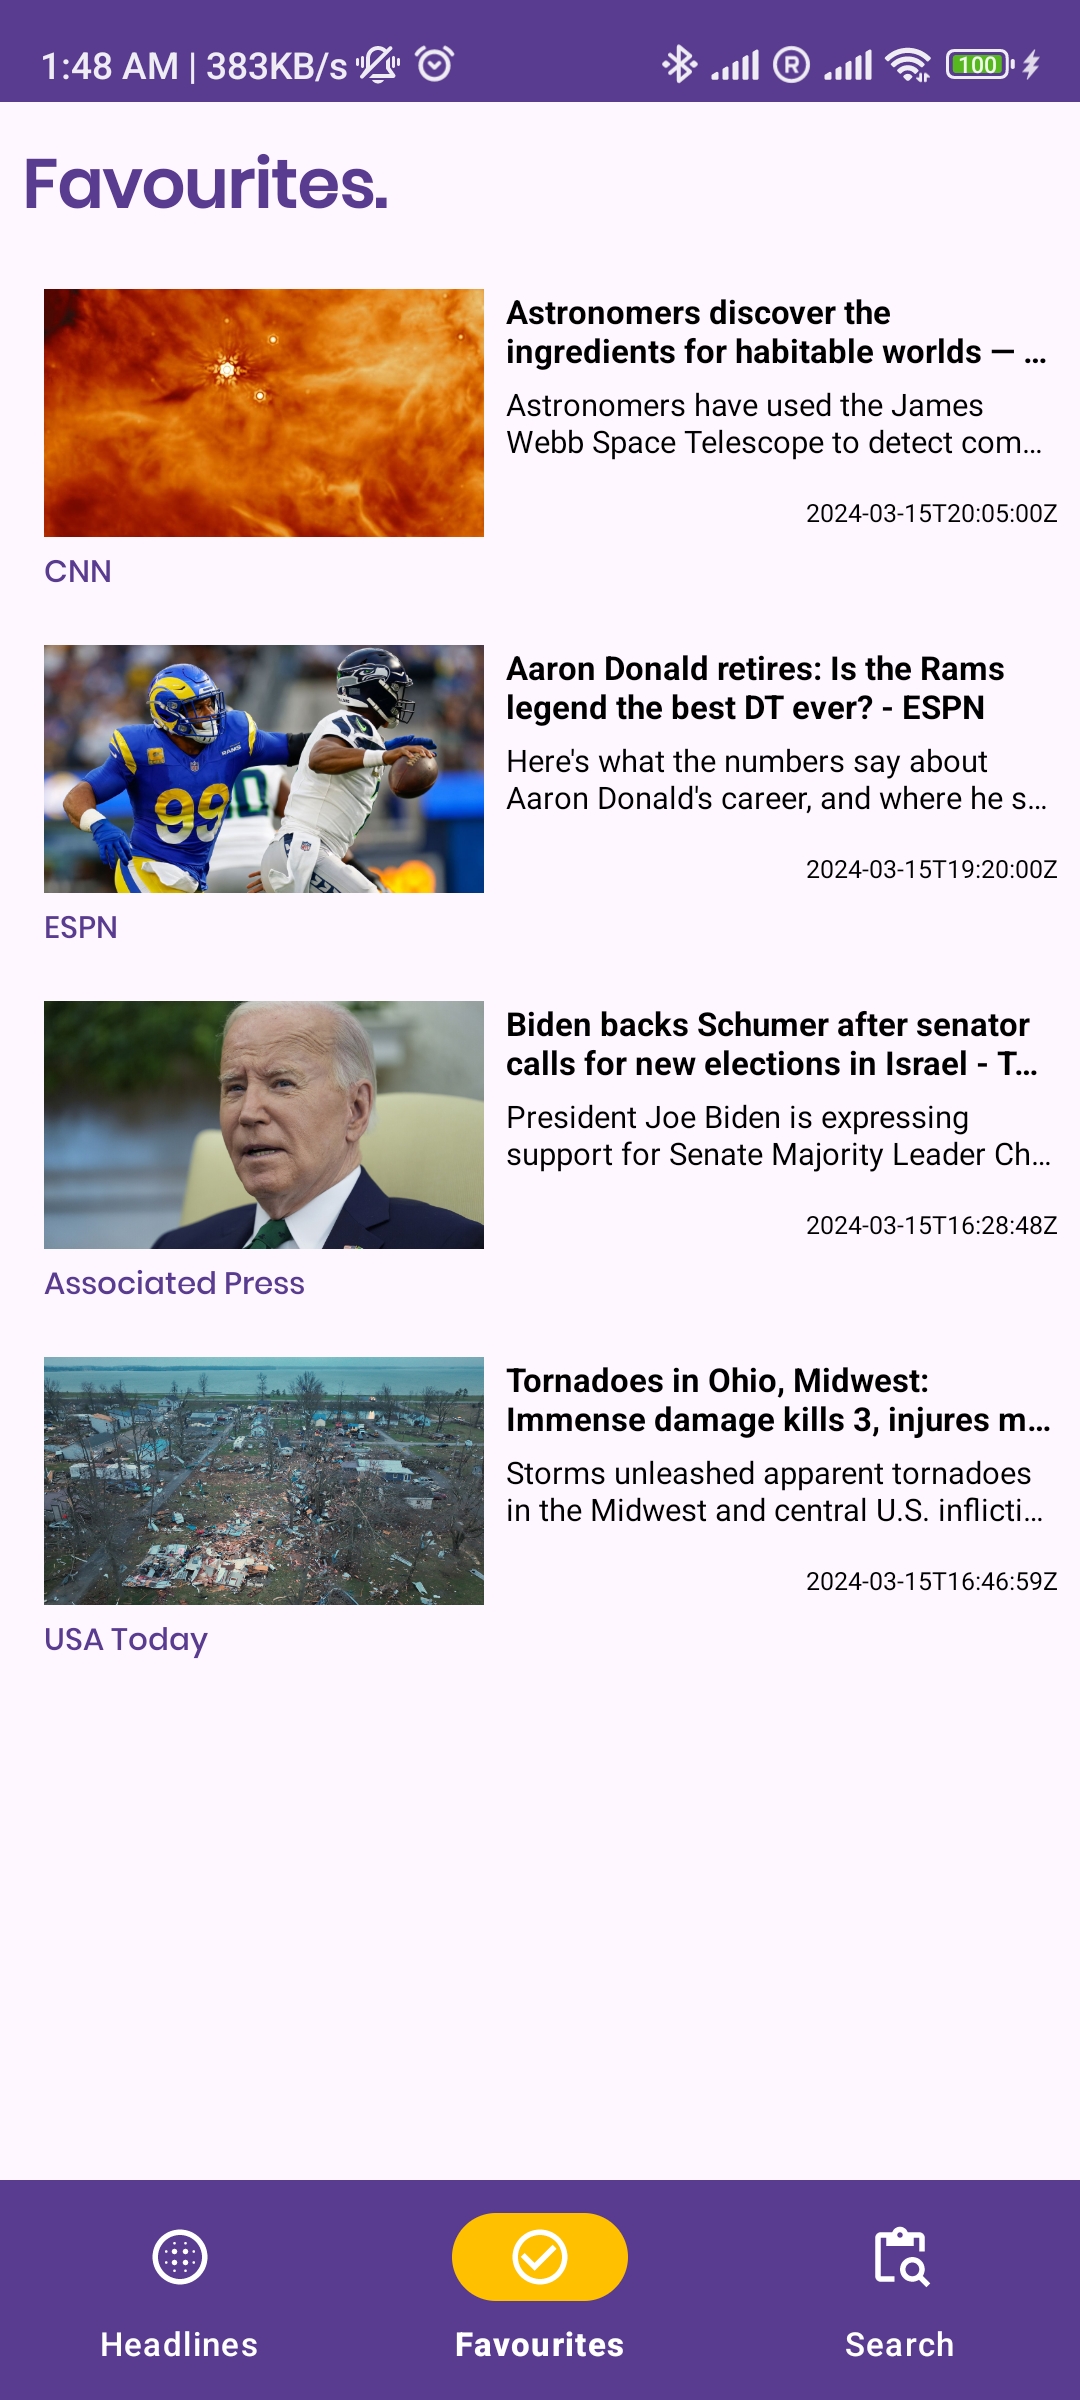 1:48 AM | 383KB/s
100
Favourites.
Astronomers discover the
ingredients for habitable worlds — …
Astronomers have used the James
Webb Space Telescope to detect com…
2024-03-15T20:05:00Z
CNN
RAMS
99
Aaron Donald retires: Is the Rams
legend the best DT ever? - ESPN
Here's what the numbers say about
Aaron Donald's career, and where he s…
2024-03-15T19:20:00Z
ESPN
Biden backs Schumer after senator
calls for new elections in Israel - T…
President Joe Biden is expressing
support for Senate Majority Leader Ch…
2024-03-15T16:28:48Z
Associated Press
Tornadoes in Ohio, Midwest:
Immense damage kills 3, injures m…
Storms unleashed apparent tornadoes
in the Midwest and central U.S. inflicti…
2024-03-15T16:46:59Z
USA Today
Headlines
Favourites
Search